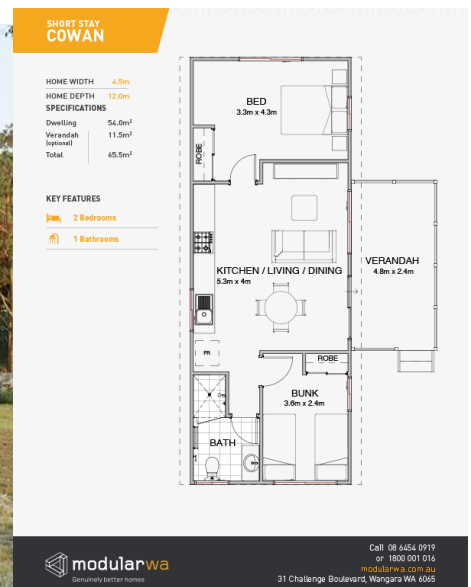 SHORT STAY
COWAN
HOME WIDTH 4.5m
HOME DEPTH 12.0m
SPECIFICATIONS
Dwelling 54.0m²
Verandah 11.5m²
(optional)
Total 65.5m²
KEY FEATURES
2 Bedrooms
1 Bathrooms
BED
3.3m x 4.3m
ROBE
KITCHEN / LIVING / DINING
5.3m x 4m
VERANDAH
4.8m x 2.4m
FR
ROBE
BUNK
3.6m x 2.4m
BATH
modularwa
Genuinely better homes
Call 08 6454 0919
or 1800 001 016
modularwa.com.au
31 Challenge Boulevard, Wangara WA 6065